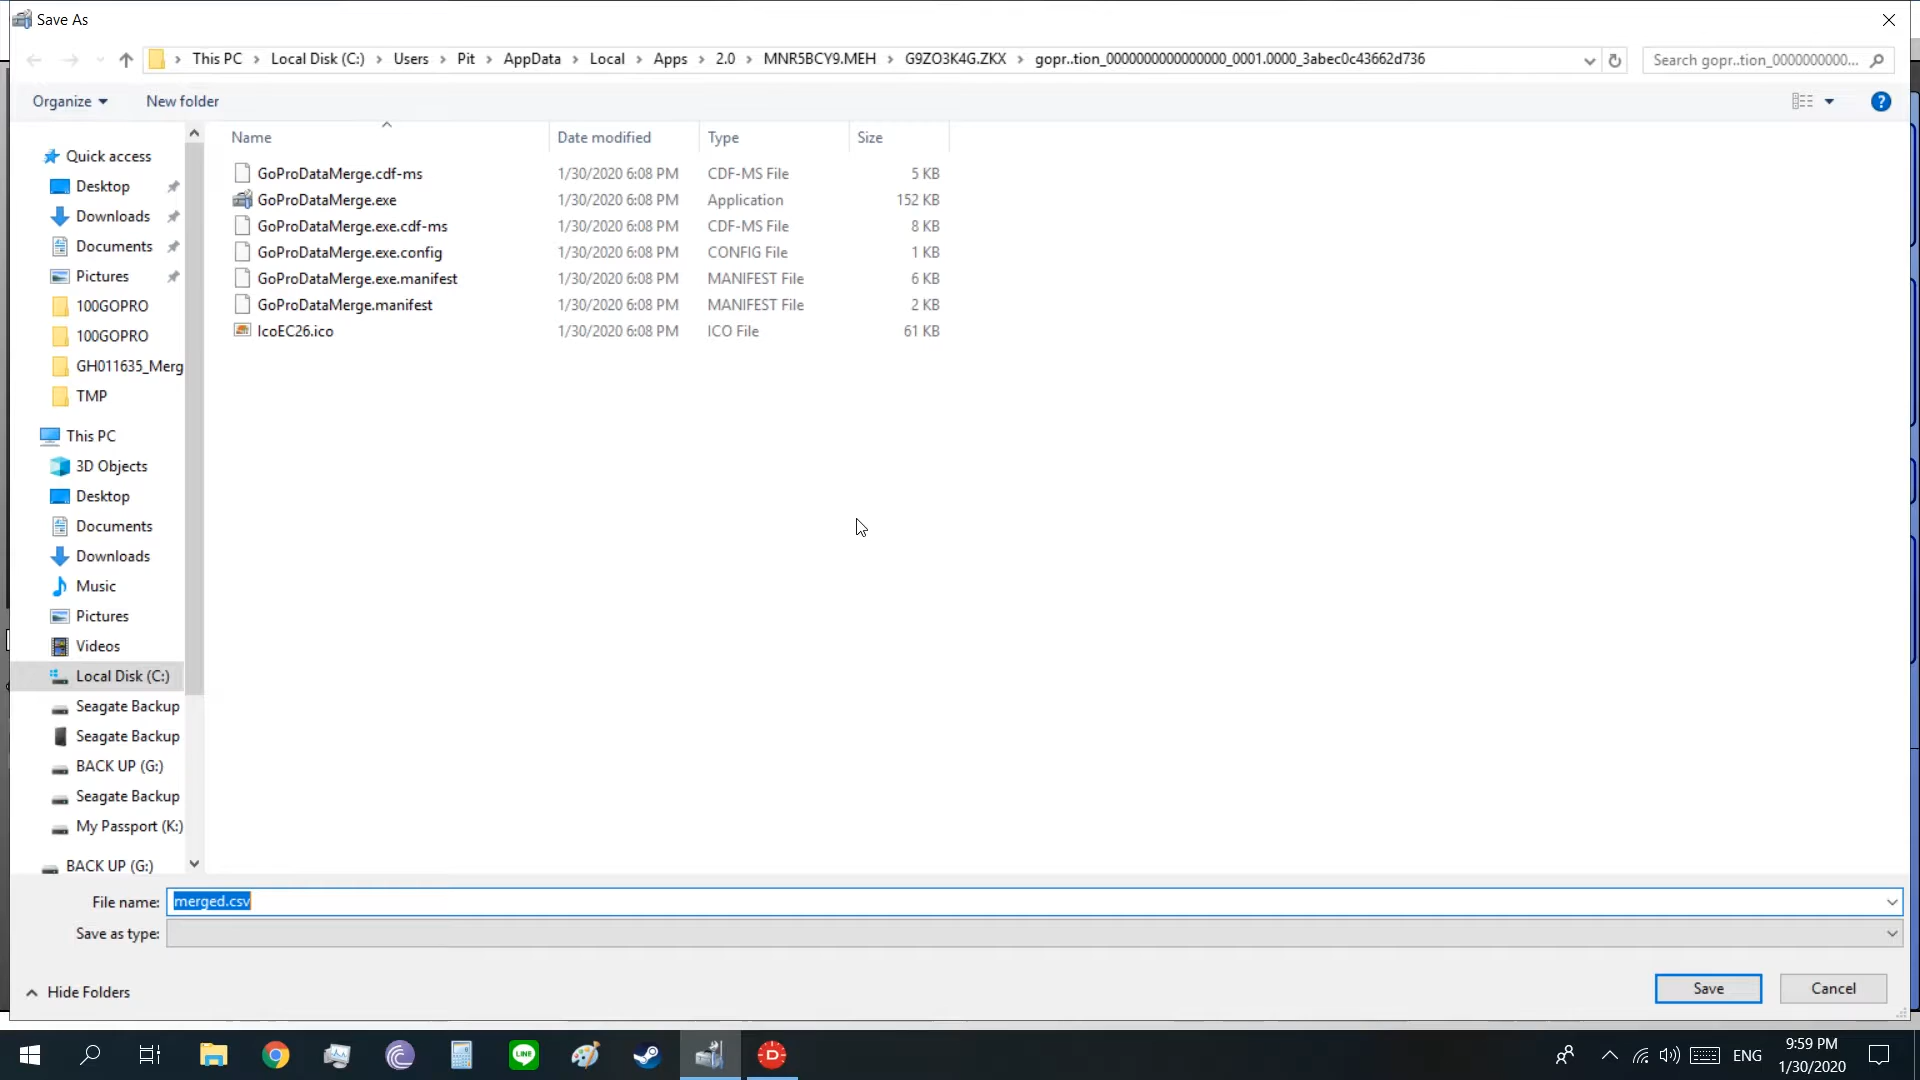 Save As
This PC > Local Disk (C:) > Users > Pit > AppData > Local > Apps > 2.0 > MNR5BCY9.MEH > G9ZO3K4G.ZKX > gopr..tion_0000000000000000_0001.0000_3abec0c43662d736
Search gopr..tion_0000000000...
Organize
New folder
?
Name Date modified Type Size
GoProDataMerge.cdf-ms 1/30/2020 6:08 PM CDF-MS File 5 KB
GoProDataMerge.exe 1/30/2020 6:08 PM Application 152 KB
GoProDataMerge.exe.cdf-ms 1/30/2020 6:08 PM CDF-MS File 8 KB
GoProDataMerge.exe.config 1/30/2020 6:08 PM CONFIG File 1 KB
GoProDataMerge.exe.manifest 1/30/2020 6:08 PM MANIFEST File 6 KB
GoProDataMerge.manifest 1/30/2020 6:08 PM MANIFEST File 2 KB
IcoEC26.ico 1/30/2020 6:08 PM ICO File 61 KB
Quick access
Desktop
Downloads
Documents
Pictures
100GOPRO
100GOPRO
GH011635_Merg
TMP
This PC
3D Objects
Desktop
Documents
Downloads
Music
Pictures
Videos
Local Disk (C:)
Seagate Backup
Seagate Backup
BACK UP (G:)
Seagate Backup
My Passport (K:)
BACK UP (G:)
File name: merged.csv
Save as type:
Hide Folders
Save
Cancel
LINE
D
ENG
9:59 PM
1/30/2020